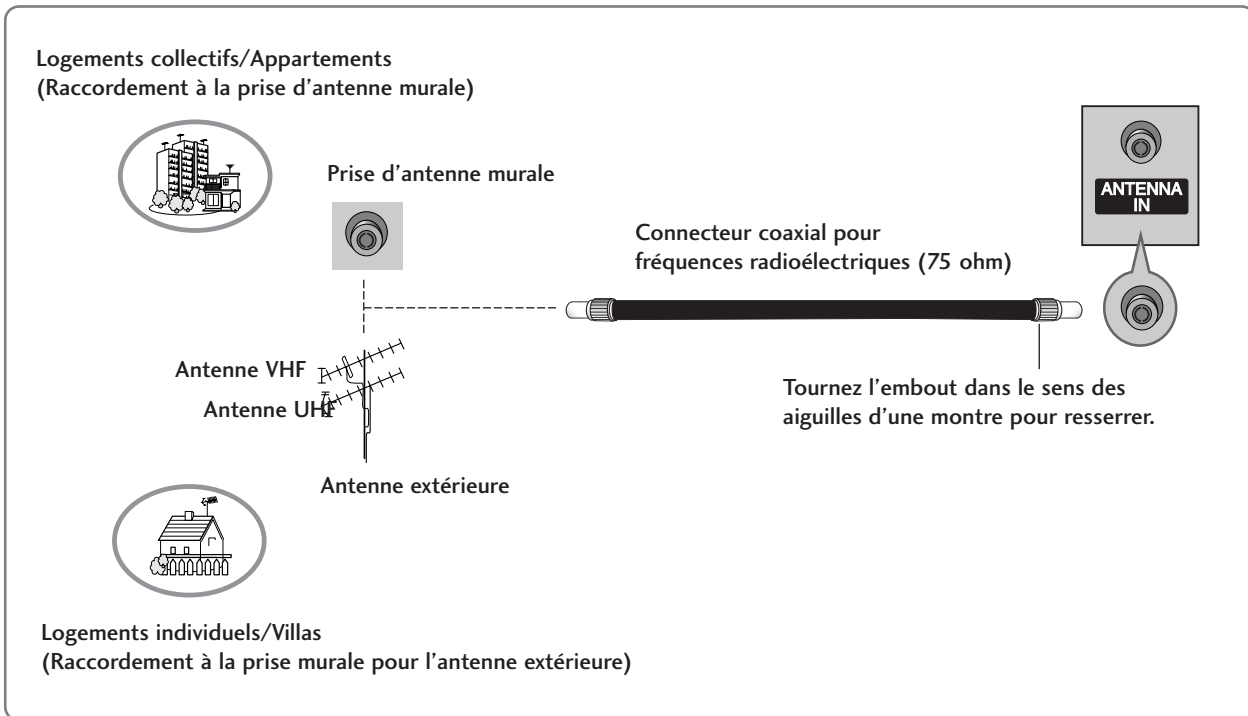 Logements collectifs/Appartements
(Raccordement à la prise d’antenne murale)
Prise d’antenne murale
ANTENNA
IN
Connecteur coaxial pour
fréquences radioélectriques (75 ohm)
Antenne VHF
Antenne UHF
Tournez l’embout dans le sens des
aiguilles d’une montre pour resserrer.
Antenne extérieure
Logements individuels/Villas
(Raccordement à la prise murale pour l’antenne extérieure)